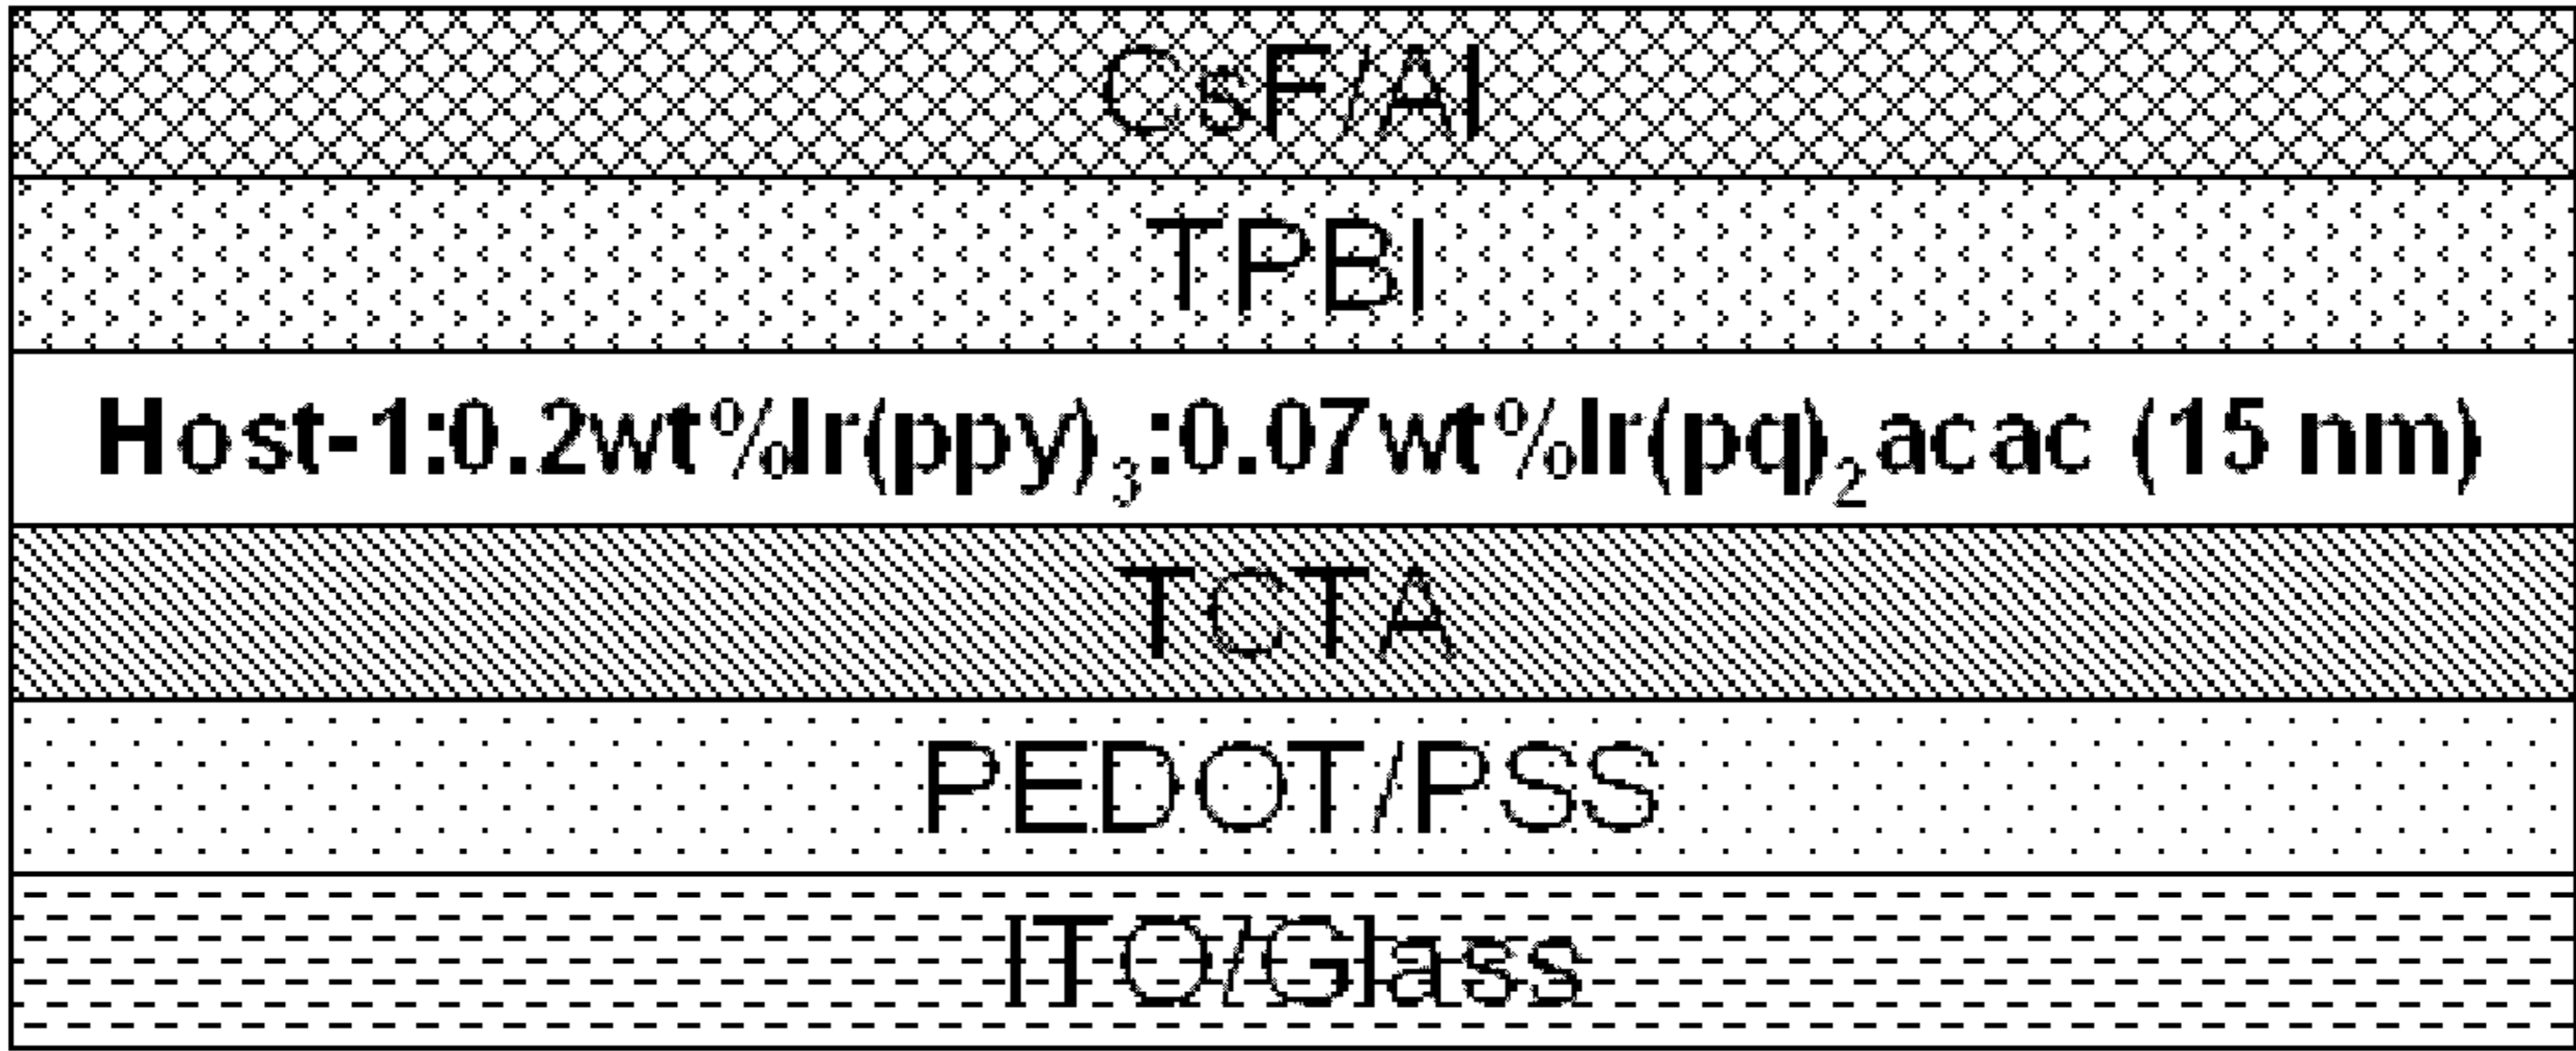 CsF/Al
TPBI
Host-1:0.2wt%Ir(ppy)₃:0.07wt%Ir(pq)₂acac (15 nm)
TCTA
PEDOT/PSS
ITO/Glass